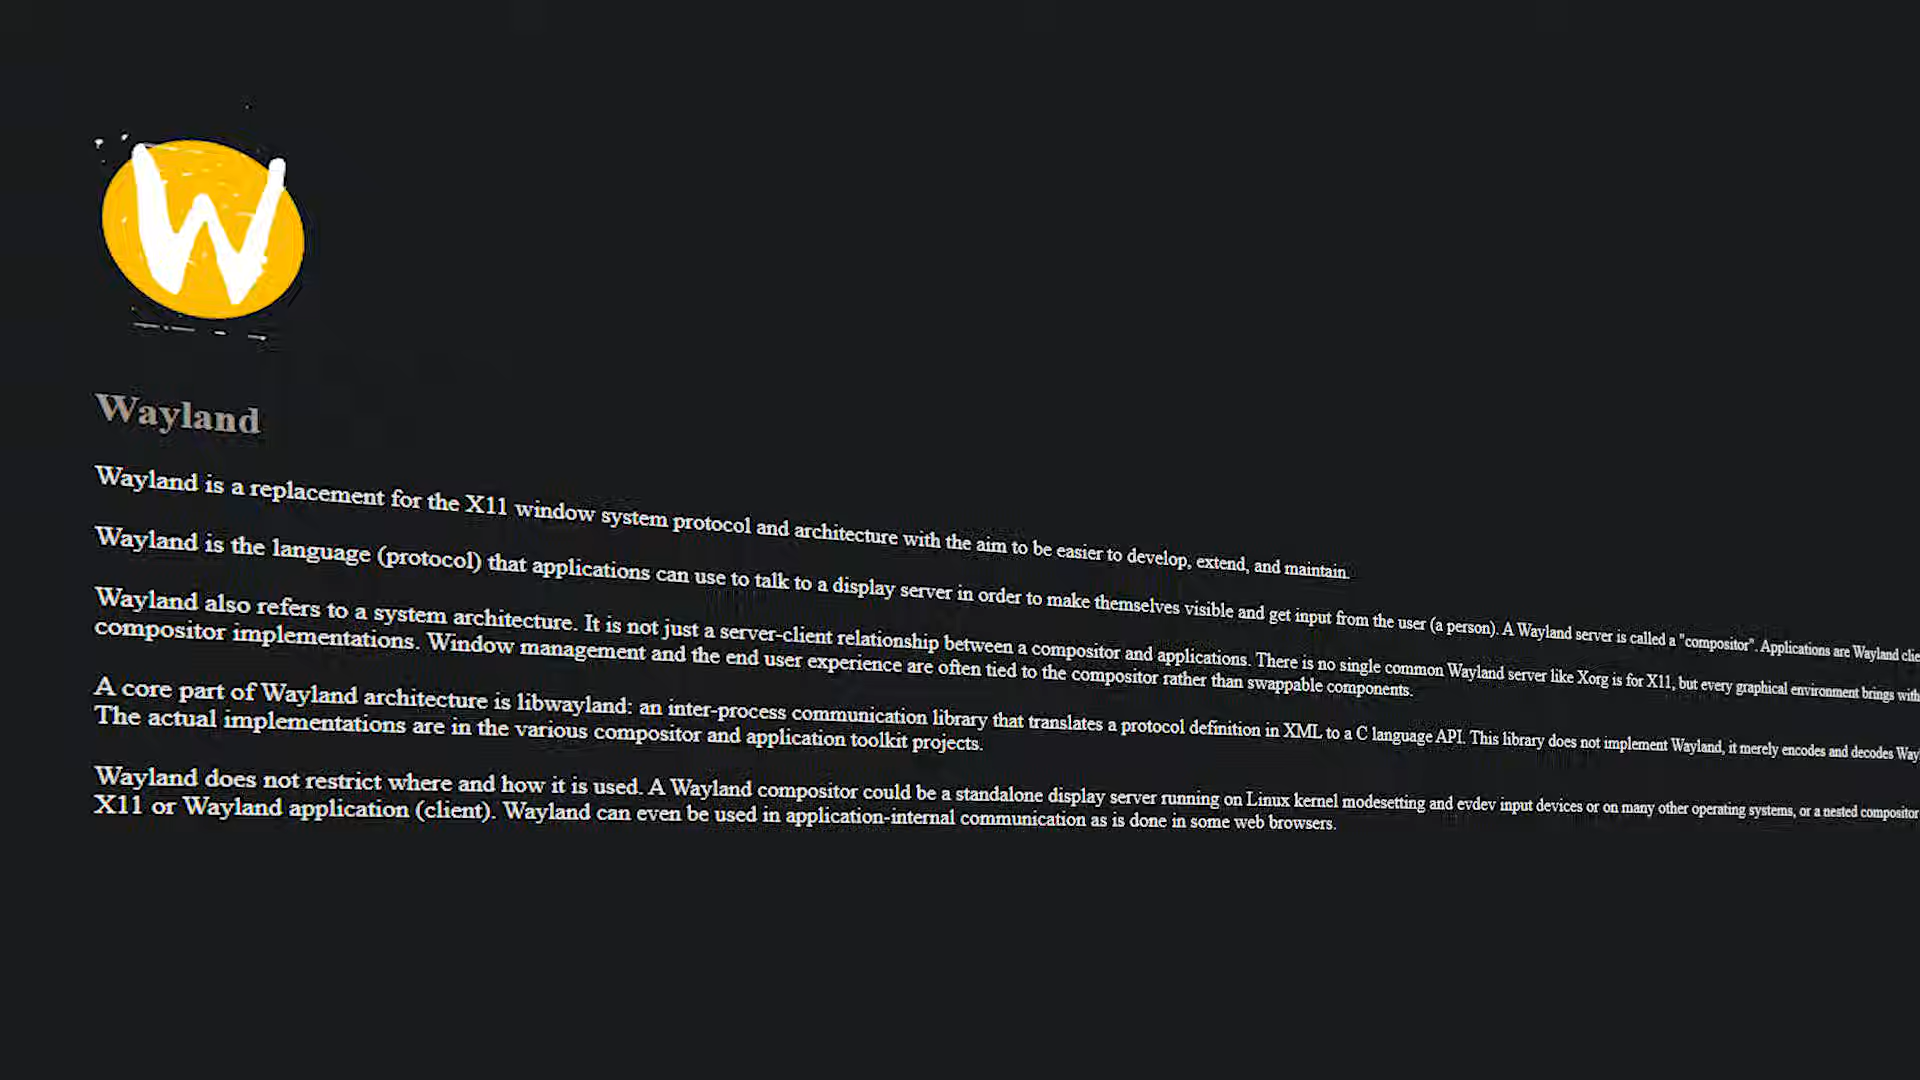 W
Wayland
Wayland is a replacement for the X11 window system protocol and architecture with the aim to be easier to develop, extend, and maintain.
Wayland is the language (protocol) that applications can use to talk to a display server in order to make themselves visible and get input from the user (a person). A Wayland server is called a "compositor". Applications are Wayland clie
Wayland also refers to a system architecture. It is not just a server-client relationship between a compositor and applications. There is no single common Wayland server like Xorg is for X11, but every graphical environment brings with
compositor implementations. Window management and the end user experience are often tied to the compositor rather than swappable components.
A core part of Wayland architecture is libwayland: an inter-process communication library that translates a protocol definition in XML to a C language API. This library does not implement Wayland, it merely encodes and decodes Way
The actual implementations are in the various compositor and application toolkit projects.
Wayland does not restrict where and how it is used. A Wayland compositor could be a standalone display server running on Linux kernel modesetting and evdev input devices or on many other operating systems, or a nested compositor
X11 or Wayland application (client). Wayland can even be used in application-internal communication as is done in some web browsers.